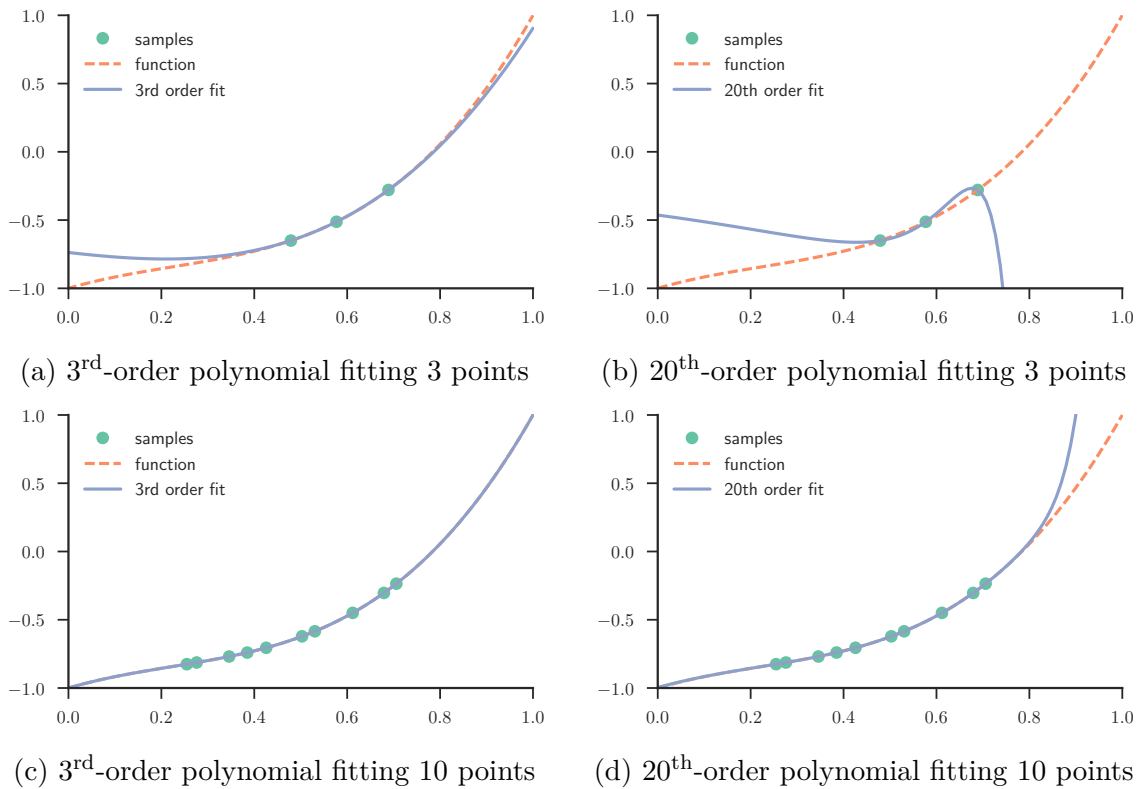 1.0
samples
function
3rd order fit
0.5
0.0
−0.5
−1.0
0.0 0.2 0.4 0.6 0.8 1.0
(a) 3rd-order polynomial fitting 3 points
1.0
samples
function
20th order fit
0.5
0.0
−0.5
−1.0
0.0 0.2 0.4 0.6 0.8 1.0
(b) 20th-order polynomial fitting 3 points
1.0
samples
function
3rd order fit
0.5
0.0
−0.5
−1.0
0.0 0.2 0.4 0.6 0.8 1.0
(c) 3rd-order polynomial fitting 10 points
1.0
samples
function
20th order fit
0.5
0.0
−0.5
−1.0
0.0 0.2 0.4 0.6 0.8 1.0
(d) 20th-order polynomial fitting 10 points